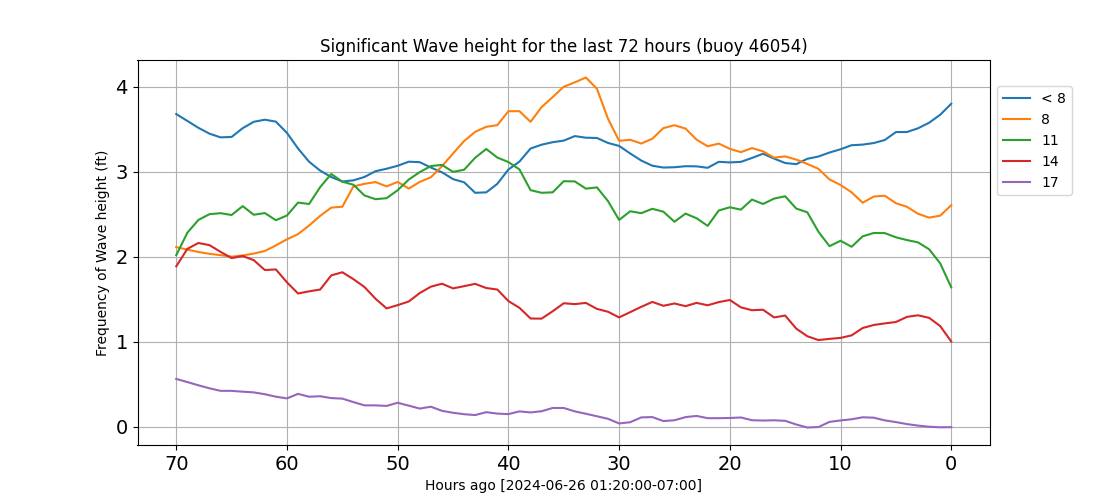 Significant Wave height for the last 72 hours (buoy 46054)
Frequency of Wave height (ft)
4
3
2
1
0
70 60 50 40 30 20 10 0
Hours ago [2024-06-26 01:20:00-07:00]
< 8
8
11
14
17